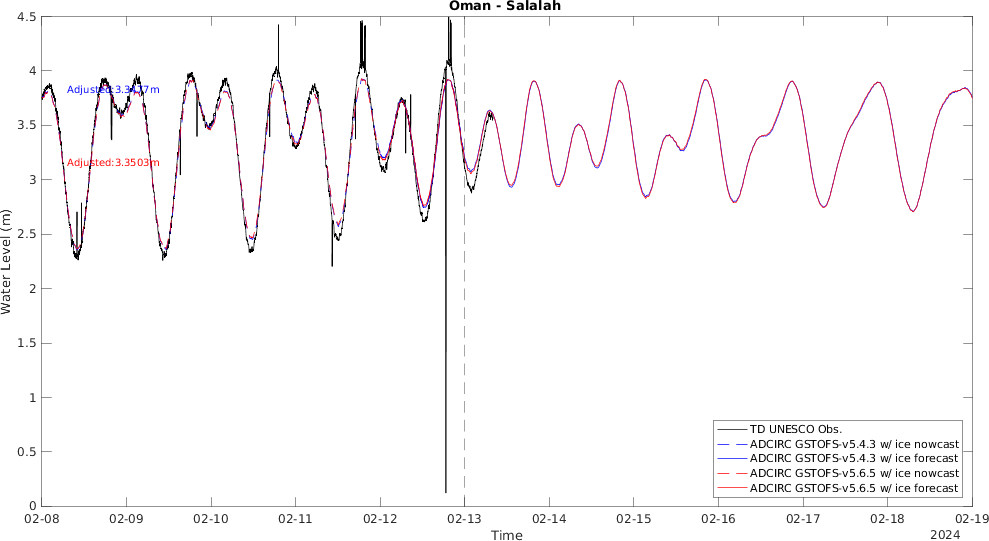 Oman - Salalah
4.5
4
3.5
3
2.5
2
1.5
1
0.5
0
Water Level (m)
Adjusted:3.3477m
Adjusted:3.3503m
TD UNESCO Obs.
ADCIRC GSTOFS-v5.4.3 w/ ice nowcast
ADCIRC GSTOFS-v5.4.3 w/ ice forecast
ADCIRC GSTOFS-v5.6.5 w/ ice nowcast
ADCIRC GSTOFS-v5.6.5 w/ ice forecast
02-08 02-09 02-10 02-11 02-12 02-13 02-14 02-15 02-16 02-17 02-18 02-19
Time
2024